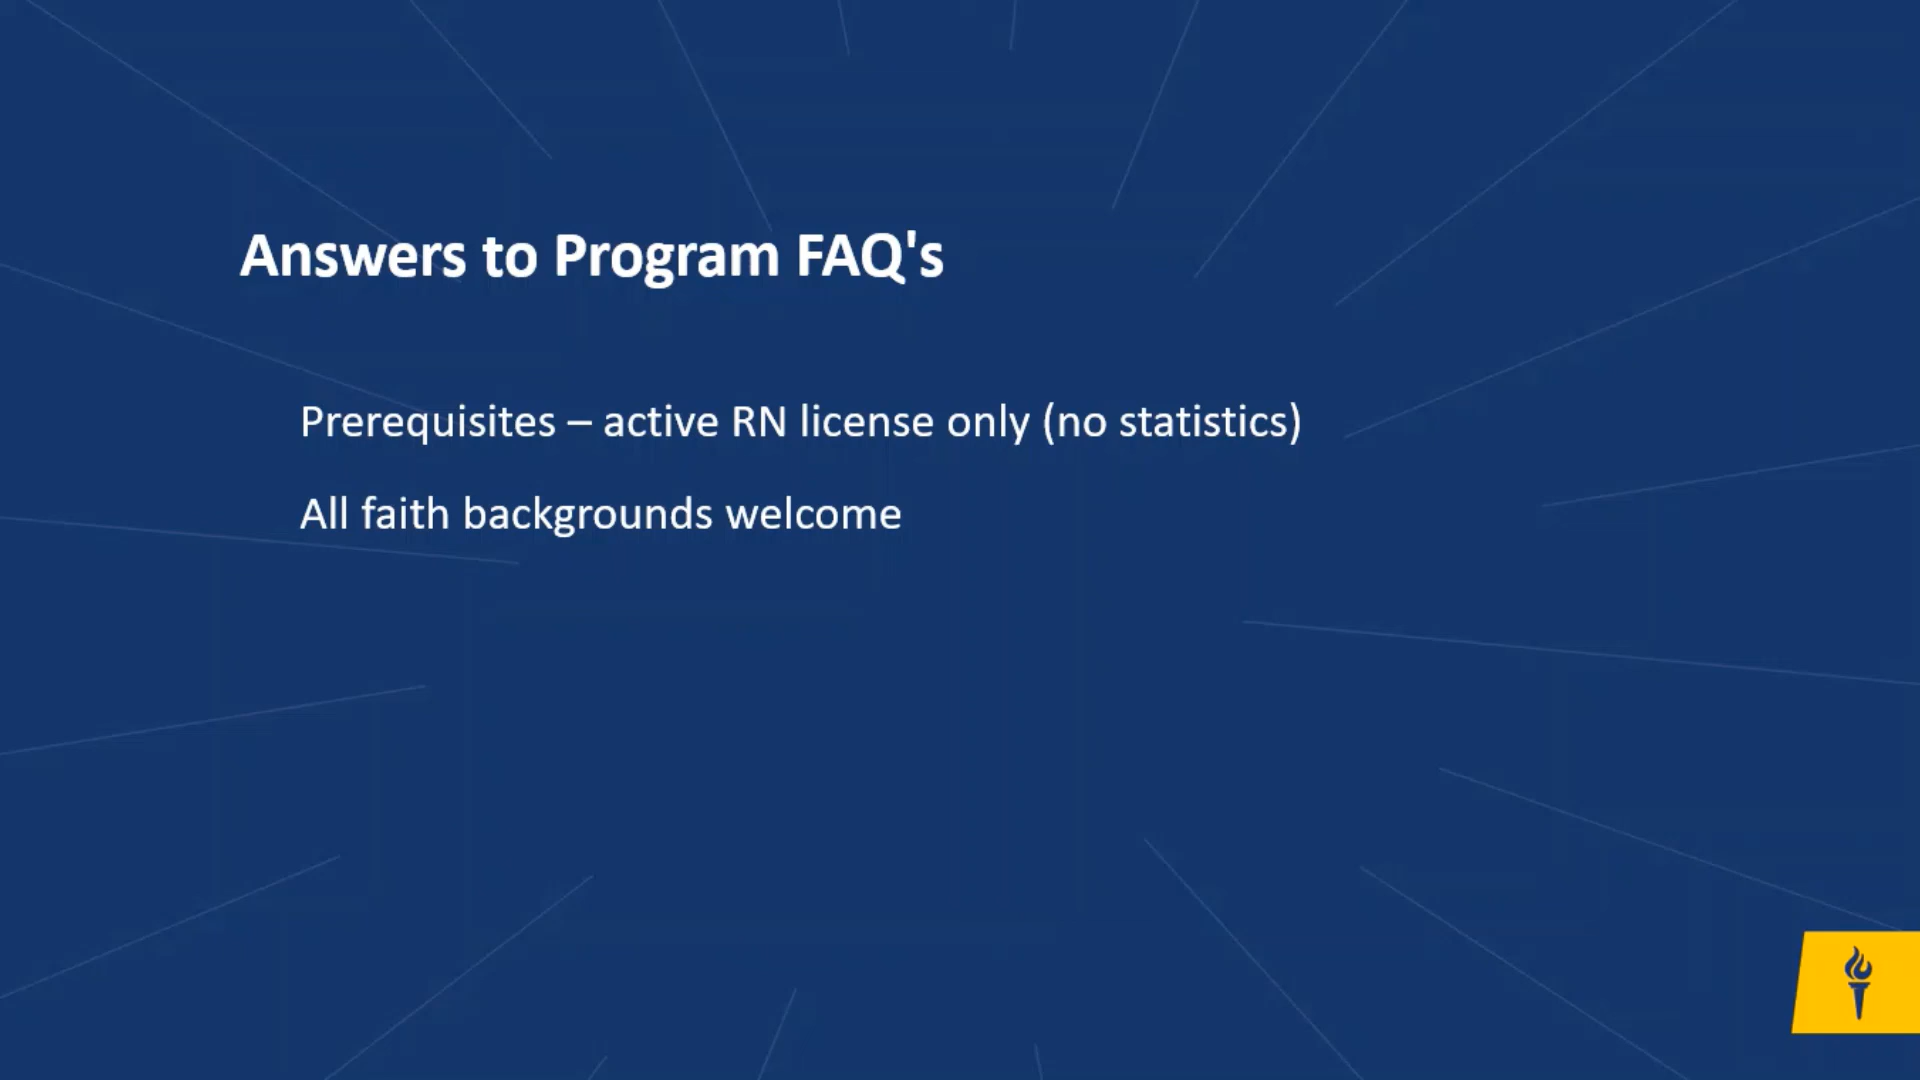 Answers to Program FAQ's
Prerequisites – active RN license only (no statistics)
All faith backgrounds welcome